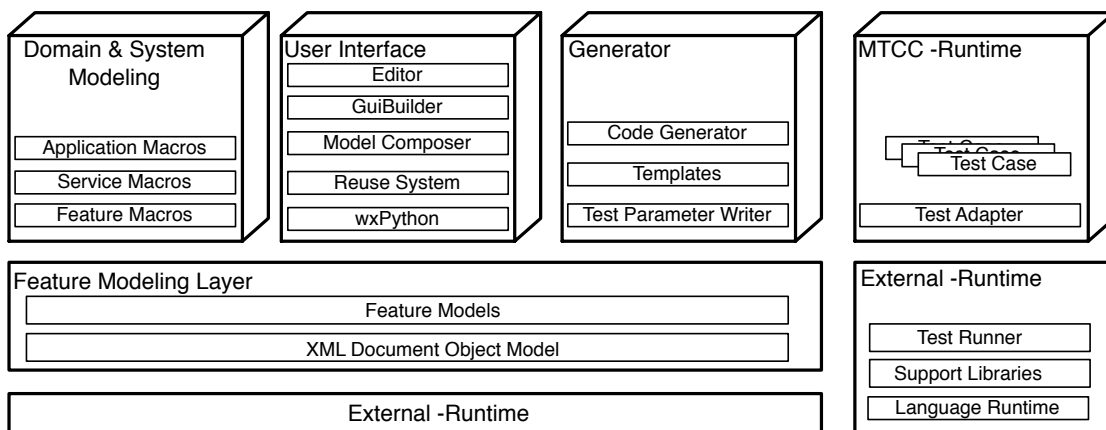 Domain & System
Modeling
Application Macros
Service Macros
Feature Macros
User Interface
Editor
GuiBuilder
Model Composer
Reuse System
wxPython
Generator
Code Generator
Templates
Test Parameter Writer
MTCC -Runtime
Test Case
Test Case
Test Adapter
Feature Modeling Layer
Feature Models
XML Document Object Model
External -Runtime
External -Runtime
Test Runner
Support Libraries
Language Runtime